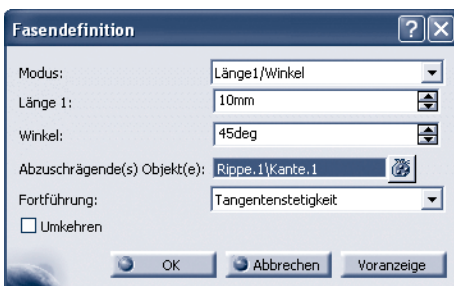 Fasendefinition
Modus: Länge1/Winkel
Länge 1: 10mm
Winkel: 45deg
Abzuschrägende(s) Objekt(e): Rippe.1\Kante.1
Fortführung: Tangentenstetigkeit
Umkehren
OK Abbrechen Voranzeige